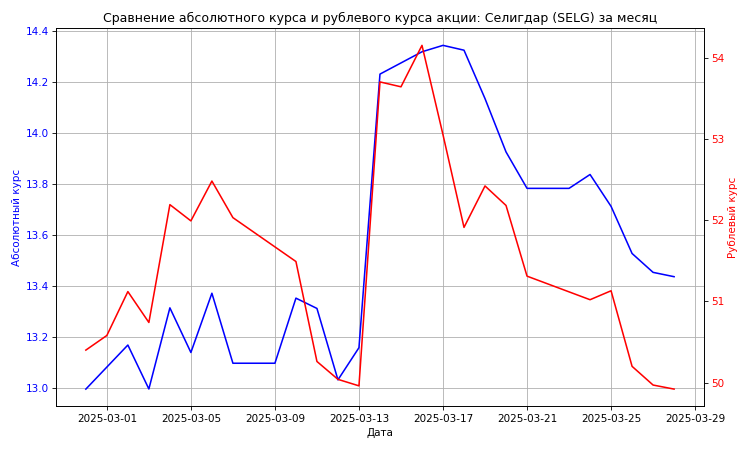 Сравнение абсолютного курса и рублевого курса акции: Селигдар (SELG) за месяц
Абсолютный курс
14.4
14.2
14.0
13.8
13.6
13.4
13.2
13.0
54
53
52
51
50
Рублевый курс
2025-03-01 2025-03-05 2025-03-09 2025-03-13 2025-03-17 2025-03-21 2025-03-25 2025-03-29
Дата